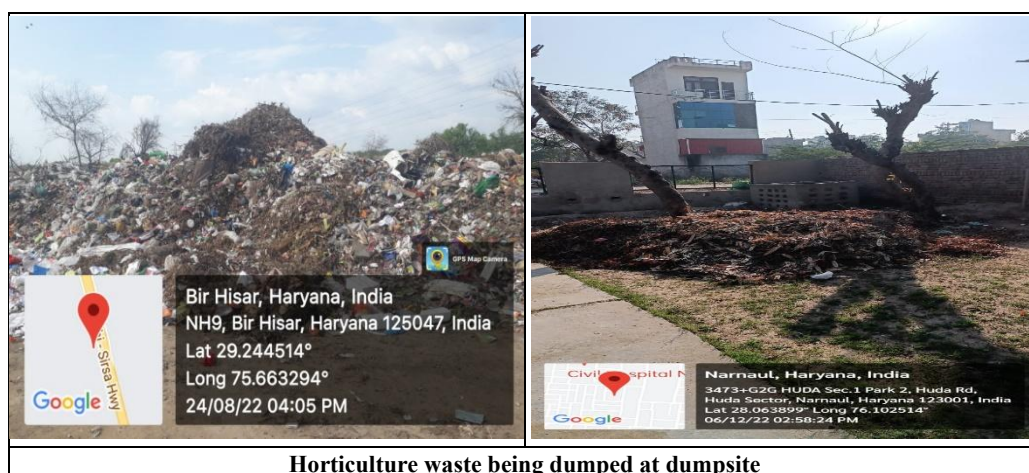 GPS Map Camera
Bir Hisar, Haryana, India
NH9, Bir Hisar, Haryana 125047, India
Lat 29.244514°
Long 75.663294°
24/08/22 04:05 PM
- Sirsa Hwy
Google
Narnaul, Haryana, India
3473+G2G HUDA Sec.1 Park 2, Huda Rd,
Huda Sector, Narnaul, Haryana 123001, India
Lat 28.063899° Long 76.102514°
06/12/22 02:58:24 PM
Google
Horticulture waste being dumped at dumpsite